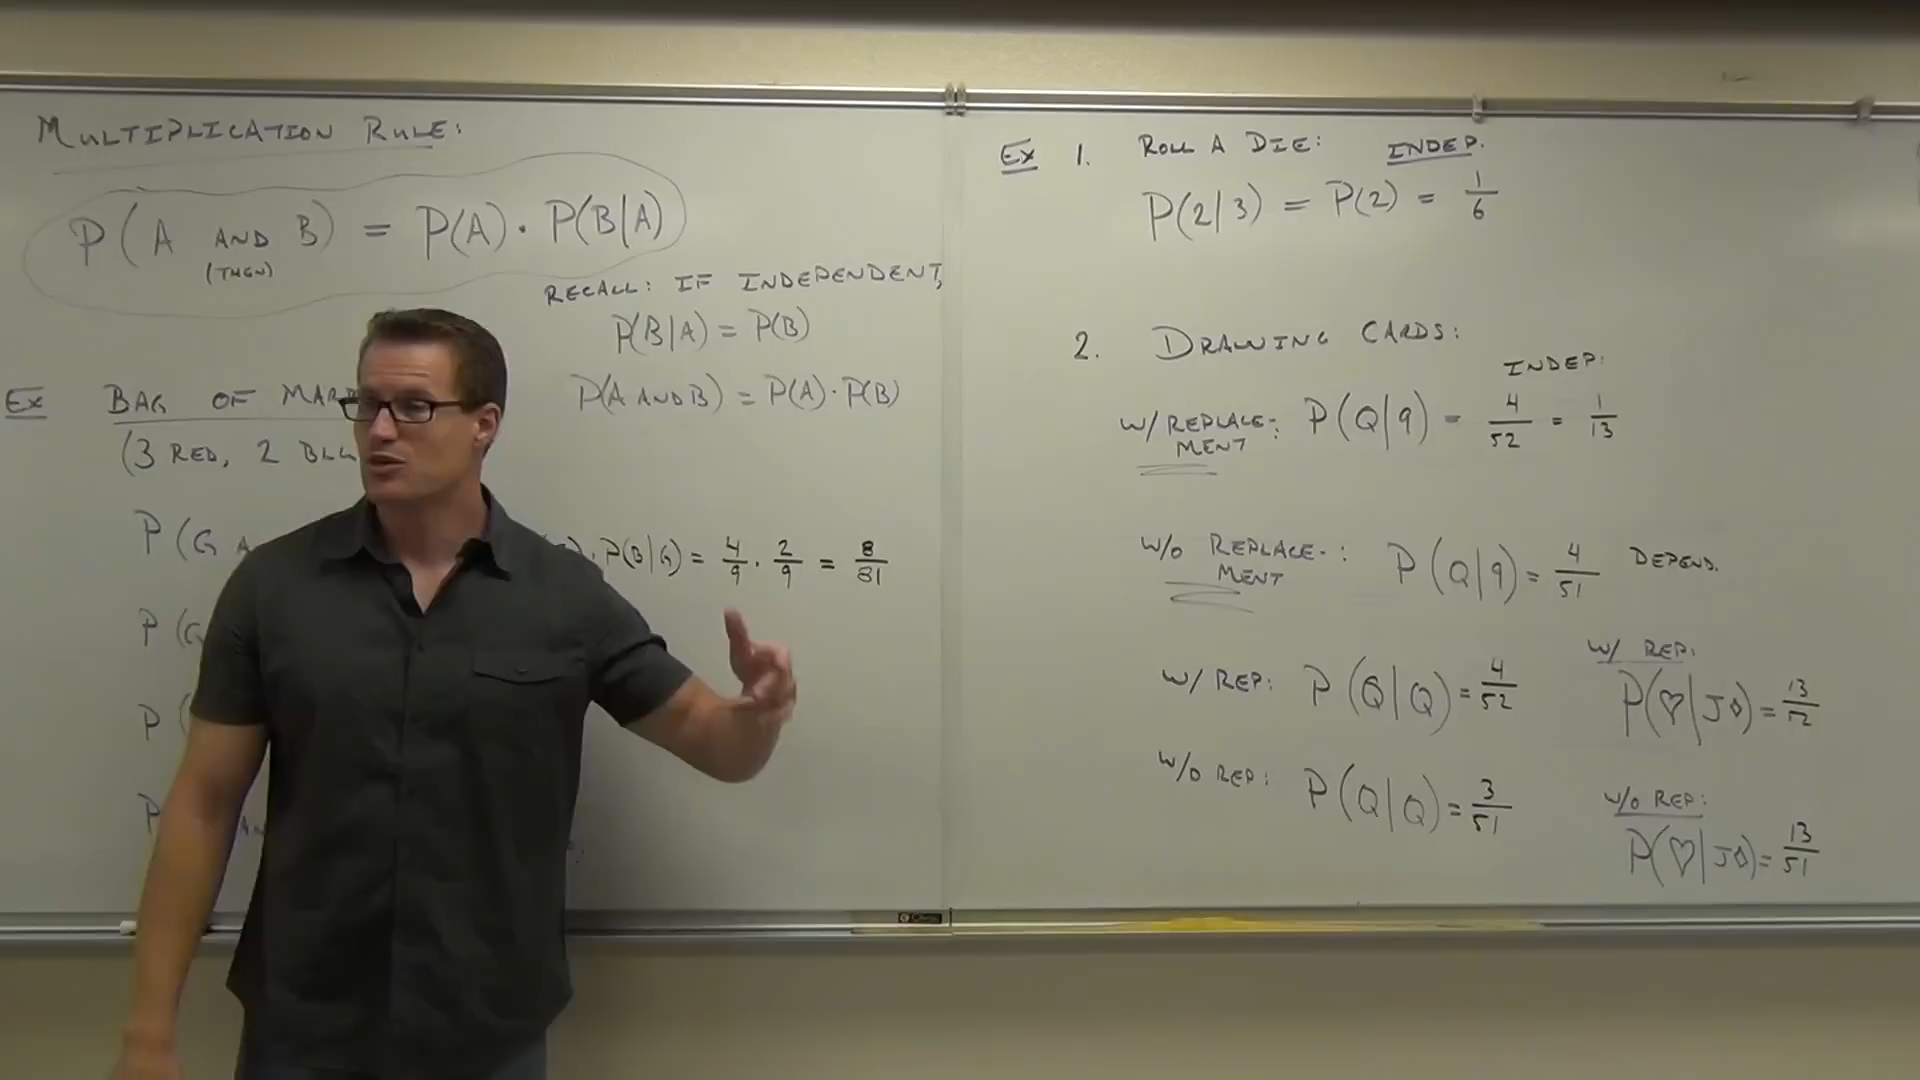 MULTIPLICATION RULE:
P(A AND B) = P(A) · P(B|A)
(THEN)
RECALL: IF INDEPENDENT,
P(B|A) = P(B)
P(A AND B) = P(A) · P(B)
EX BAG OF MAR
(3 RED, 2 BLU
P(G A
· P(B|G) = 4/9 · 2/9 = 8/81
P(G
P(
P
EX 1. ROLL A DIE: INDEP.
P(2|3) = P(2) = 1/6
2. DRAWING CARDS:
INDEP:
W/ REPLACE-
MENT: P(Q|9) = 4/52 = 1/13
W/O REPLACE-
MENT: P(Q|9) = 4/51 DEPEND.
W/ REP: P(Q|Q) = 4/52
W/O REP: P(Q|Q) = 3/51
W/ REP:
P(♡|J♢) = 13/52
W/O REP:
P(♡|J♢) = 13/51